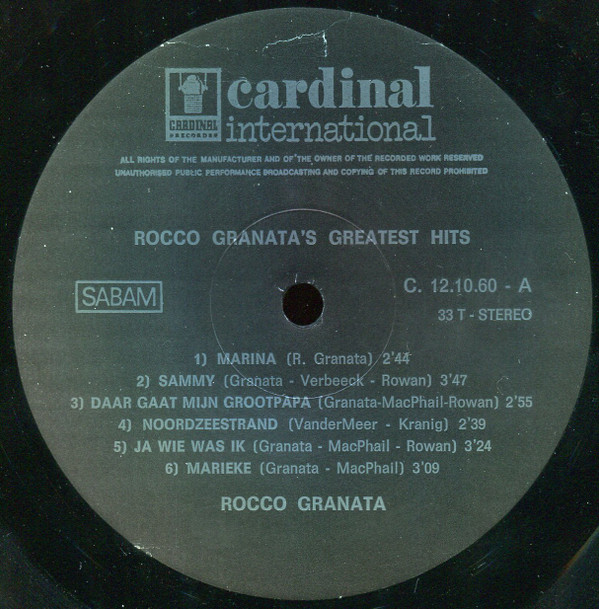 CARDINAL
RECORDS
cardinal
international
ALL RIGHTS OF THE MANUFACTURER AND OF THE OWNER OF THE RECORDED WORK RESERVED
UNAUTHORISED PUBLIC PERFORMANCE BROADCASTING AND COPYING OF THIS RECORD PROHIBITED
ROCCO GRANATA'S GREATEST HITS
SABAM
C. 12.10.60 - A
33 T - STEREO
1) MARINA (R. Granata) 2'44
2) SAMMY (Granata - Verbeeck - Rowan) 3'47
3) DAAR GAAT MIJN GROOTPAPA (Granata-MacPhail-Rowan) 2'55
4) NOORDZEESTRAND (VanderMeer - Kranig) 2'39
5) JA WIE WAS IK (Granata - MacPhail - Rowan) 3'24
6) MARIEKE (Granata - MacPhail) 3'09
ROCCO GRANATA